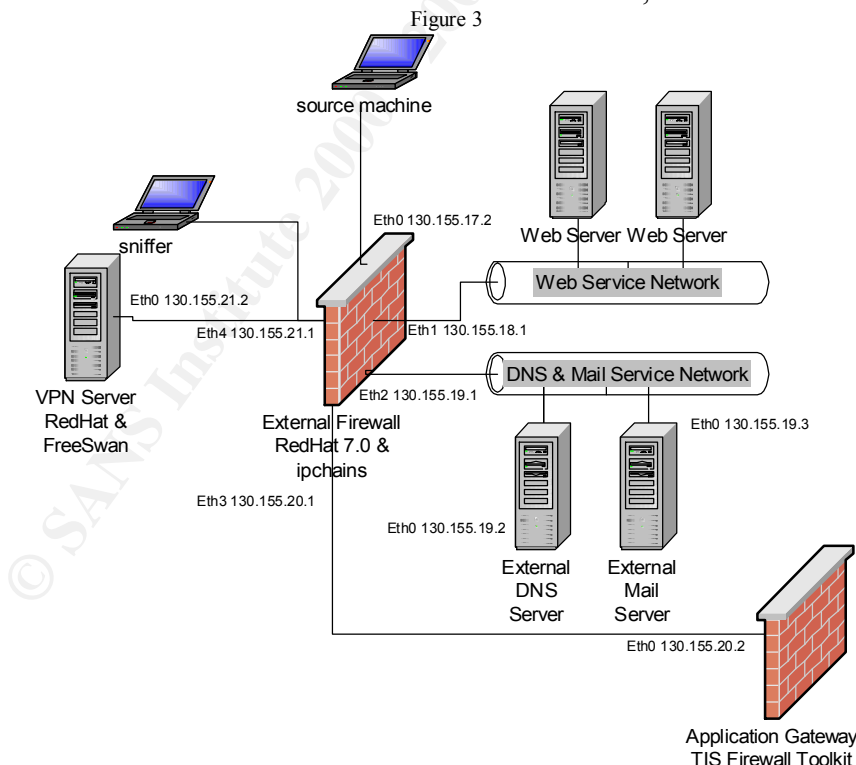 Figure 3
source machine
Eth0 130.155.17.2
sniffer
Web Server
Web Server
Web Service Network
Eth0 130.155.21.2
Eth4 130.155.21.1
Eth1 130.155.18.1
VPN Server
RedHat &
FreeSwan
DNS & Mail Service Network
Eth2 130.155.19.1
External Firewall
RedHat 7.0 &
ipchains
Eth0 130.155.19.3
Eth3 130.155.20.1
Eth0 130.155.19.2
External
DNS
Server
External
Mail
Server
Eth0 130.155.20.2
Application Gateway
TIS Firewall Toolkit
© SANS Institute 2000